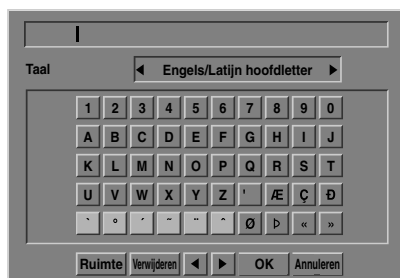 Taal ◄ Engels/Latijn hoofdletter ►
1 2 3 4 5 6 7 8 9 0
A B C D E F G H I J
K L M N O P Q R S T
U V W X Y Z ' Æ Ç Ð
` ° ´ ~ ¨ ^ Ø Þ « »
Ruimte Verwijderen ◄ ► OK Annuleren